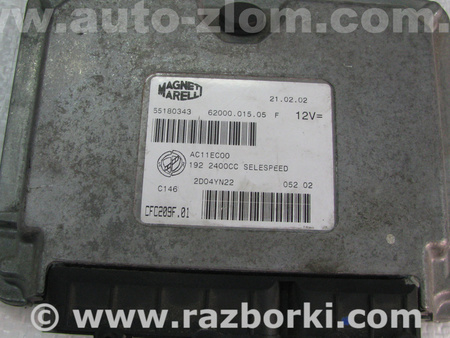 www.auto-zlom.com.
MAGNETI
MARELLI
21.02.02
55180343 62000.015.05 F 12V=
AC11EC00
192 2400CC SELESPEED
C146 2D04YN22 052 02
CFC209F.01
© www.razborki.com